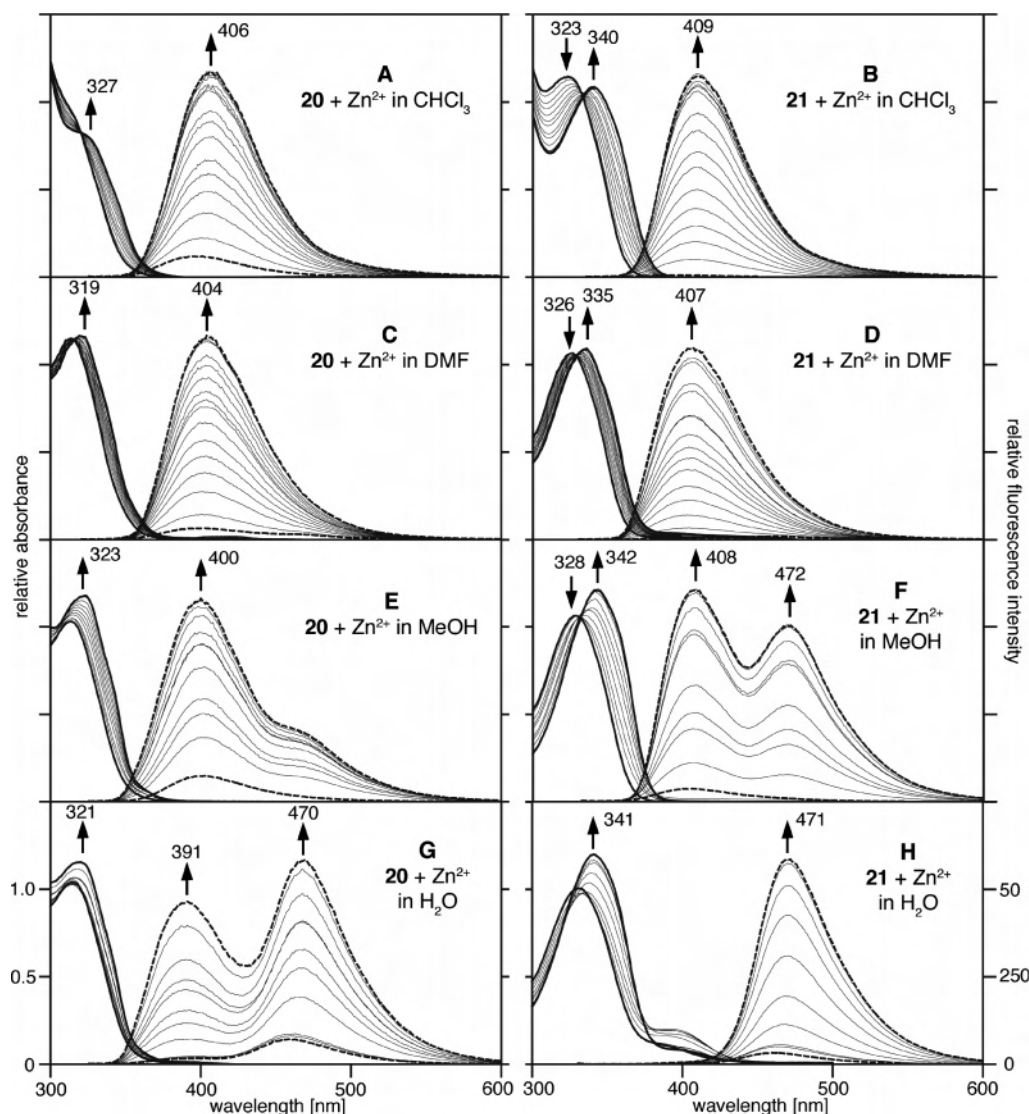 406
A
20 + Zn²⁺ in CHCl₃
327
323
340
409
B
21 + Zn²⁺ in CHCl₃
319
404
C
20 + Zn²⁺ in DMF
326
335
407
D
21 + Zn²⁺ in DMF
relative absorbance
relative fluorescence intensity
323
400
E
20 + Zn²⁺ in MeOH
328
342
408
472
F
21 + Zn²⁺
in MeOH
321
391
470
G
20 + Zn²⁺
in H₂O
1.0
0.5
0
341
471
H
21 + Zn²⁺
in H₂O
500
250
0
300
400
500
600
300
400
500
600
wavelength [nm]
wavelength [nm]